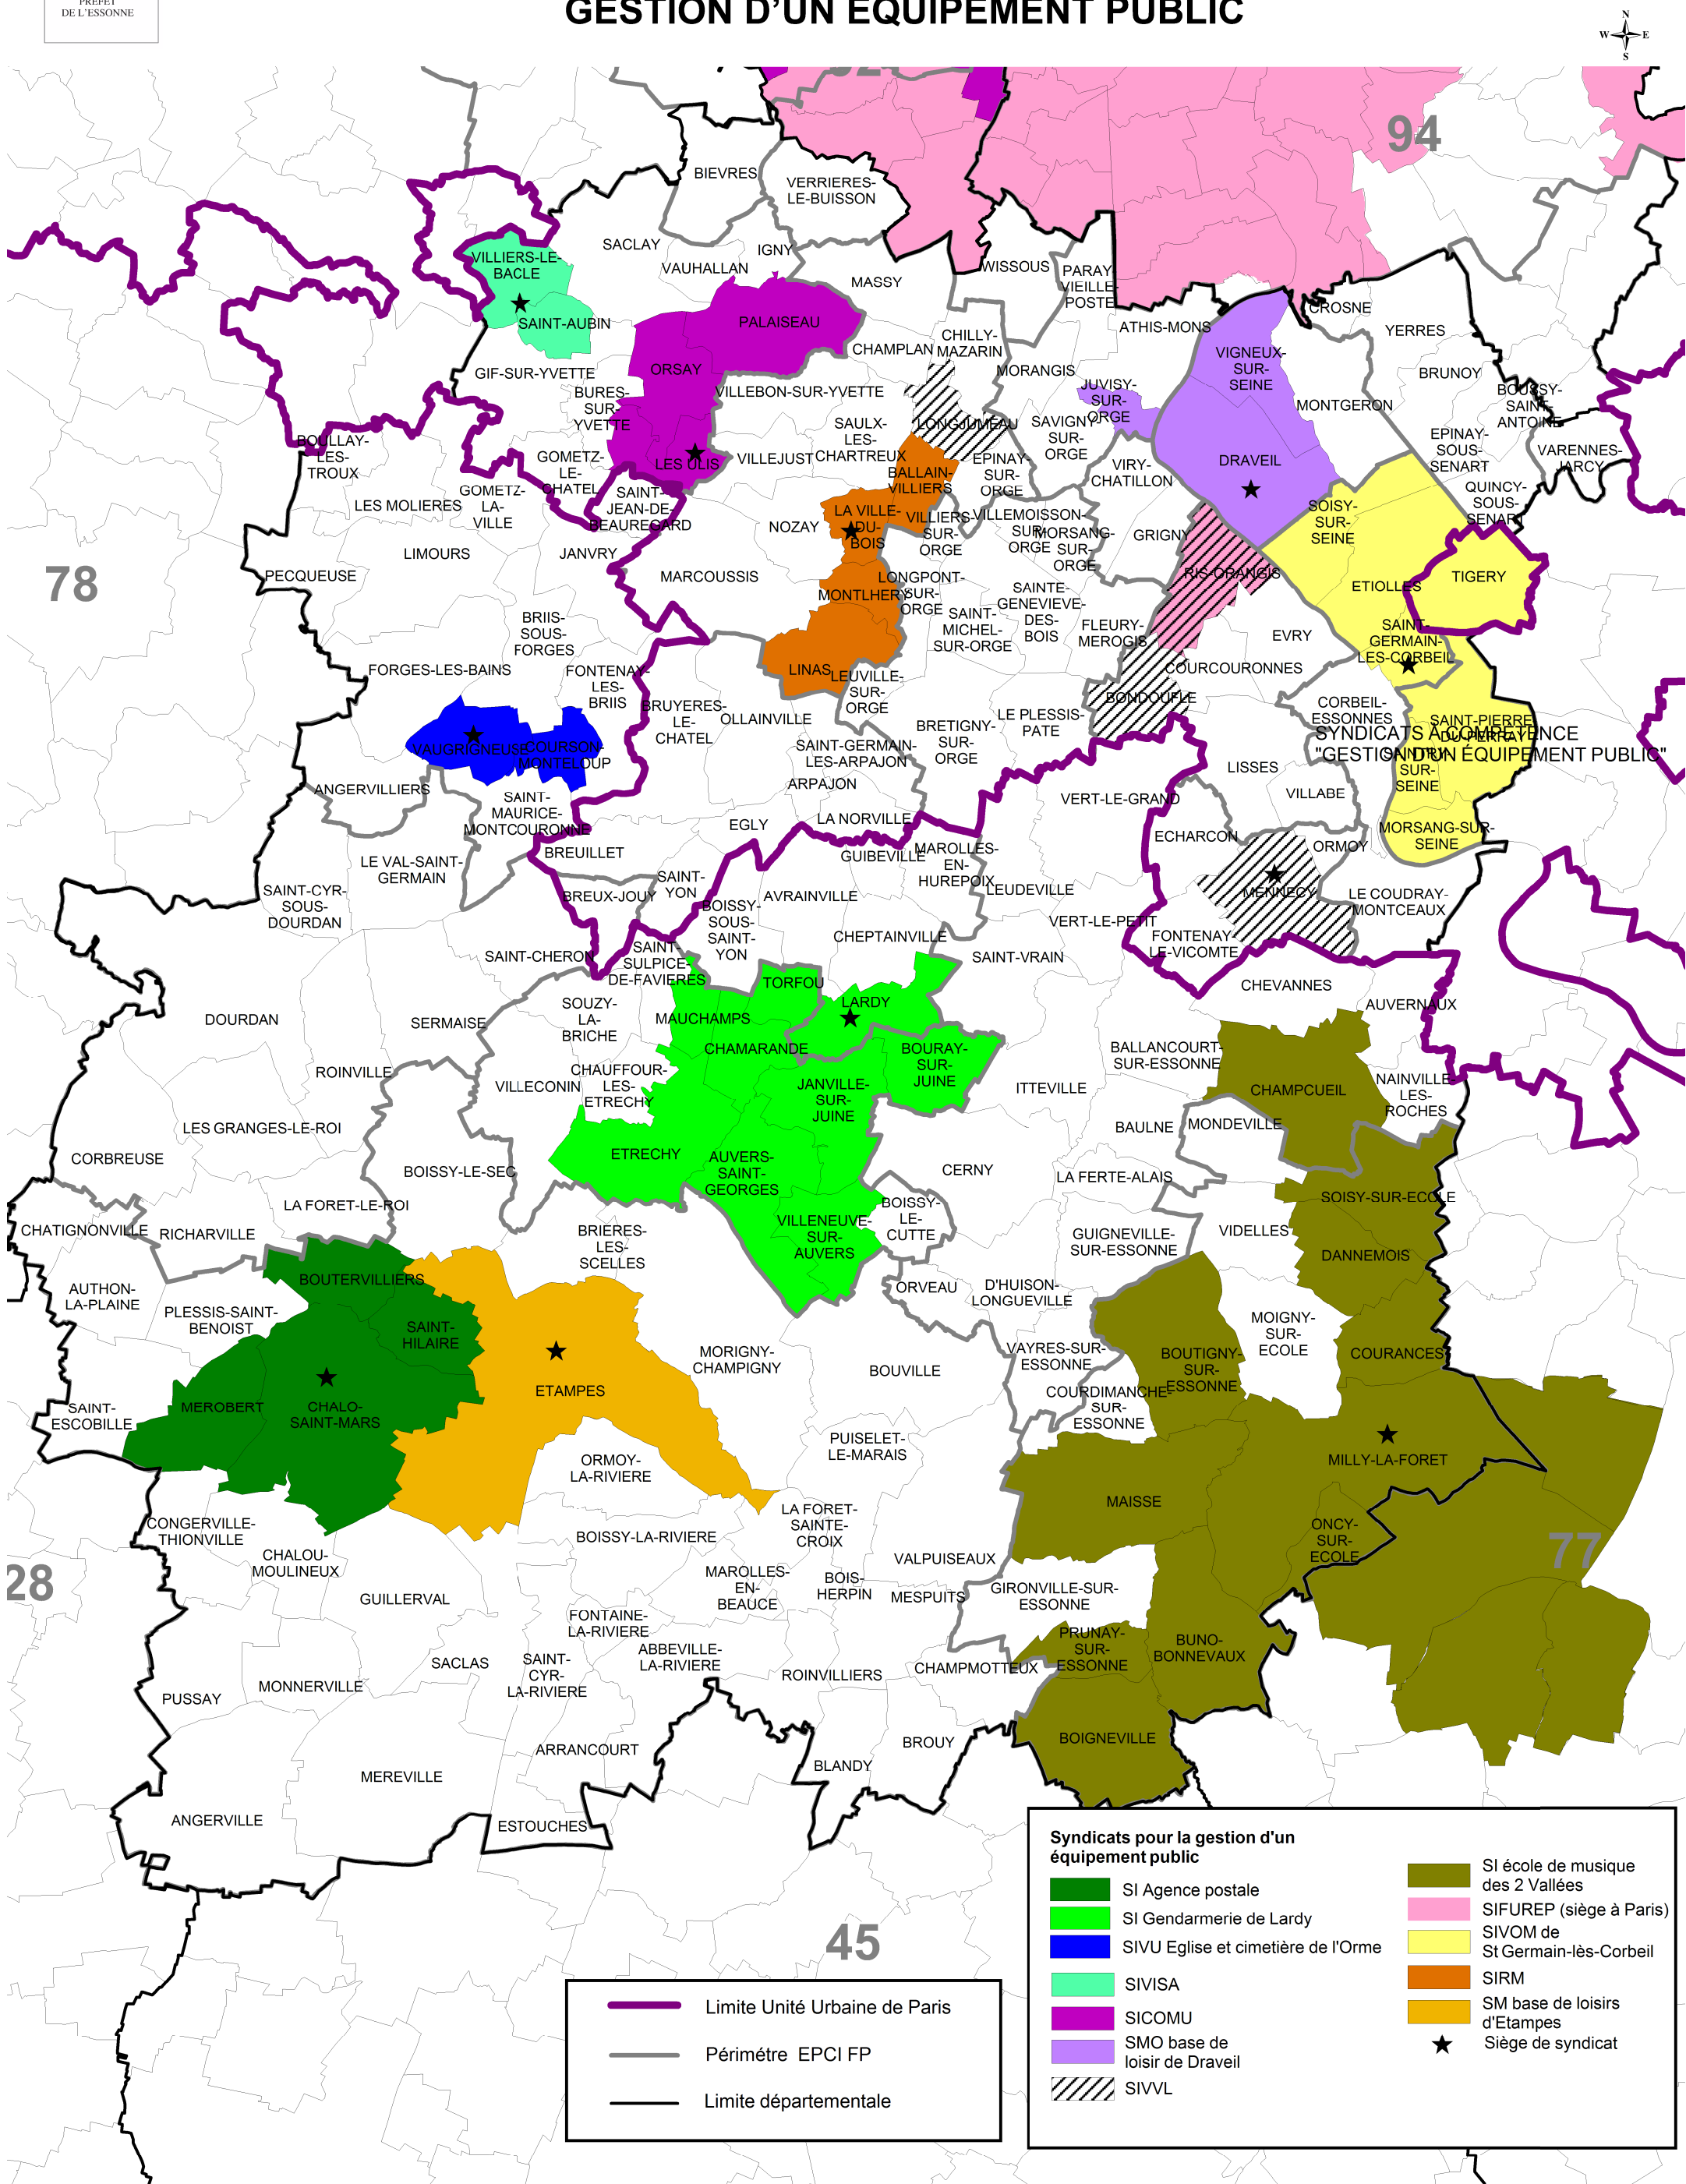 PREFET
DE L'ESSONNE
GESTION D'UN EQUIPEMENT PUBLIC
N
W E
S
94
BIEVRES
VERRIERES-
LE-BUISSON
SACLAY
IGNY
VAUHALLAN
VILLIERS-LE-
BACLE
MASSY
WISSOUS
PARAY-
VIEILLE-
POSTE
SAINT-AUBIN
PALAISEAU
ATHIS-MONS
CROSNE
YERRES
CHILLY-
MAZARIN
CHAMPLAN
ORSAY
GIF-SUR-YVETTE
MORANGIS
VIGNEUX-
SUR-
SEINE
BRUNOY
BURES-
SUR-
YVETTE
VILLEBON-SUR-YVETTE
JUVISY-
SUR-
ORGE
MONTGERON
BOUSSY-
SAINT-
ANTOINE
SAULX-
LES-
CHARTREUX
LONGJUMEAU
SAVIGNY-
SUR-
ORGE
BOULLAY-
LES-
TROUX
EPINAY-
SOUS-
SENART
VARENNES-
JARCY
GOMETZ-
LE-
CHATEL
LES ULIS
VILLEJUST
BALLAIN-
VILLIERS
EPINAY-
SUR-
ORGE
VIRY-
CHATILLON
DRAVEIL
LES MOLIERES
GOMETZ-
LA-
VILLE
SAINT-
JEAN-DE-
BEAUREGARD
QUINCY-
SOUS-
SENART
NOZAY
LA VILLE-
DU-
BOIS
VILLIERS-
SUR-
ORGE
VILLEMOISSON-
SUR-
ORGE
MORSANG-
SUR-
ORGE
GRIGNY
SOISY-
SUR-
SEINE
LIMOURS
JANVRY
78
PECQUEUSE
MARCOUSSIS
MONTLHERY
LONGPONT-
SUR-
ORGE
SAINTE-
GENEVIEVE-
DES-
BOIS
RIS-ORANGIS
ETIOLLES
TIGERY
BRIIS-
SOUS-
FORGES
SAINT-
MICHEL-
SUR-ORGE
FLEURY-
MEROGIS
EVRY
SAINT-
GERMAIN-
LES-CORBEIL
FORGES-LES-BAINS
FONTENAY-
LES-
BRIIS
LINAS
LEUVILLE-
SUR-
ORGE
COURCOURONNES
BONDOUFLE
BRUYERES-
LE-
CHATEL
OLLAINVILLE
BRETIGNY-
SUR-
ORGE
LE PLESSIS-
PATE
CORBEIL-
ESSONNES
SAINT-PIERRE-
DU-PERRAY
SYNDICATS A COMPETENCE
"GESTION D'UN ÉQUIPEMENT PUBLIC"
SUR-
SEINE
VAUGRIGNEUSE
COURSON-
MONTELOUP
SAINT-GERMAIN-
LES-ARPAJON
ARPAJON
LISSES
VILLABE
ANGERVILLIERS
SAINT-
MAURICE-
MONTCOURONNE
VERT-LE-GRAND
EGLY
LA NORVILLE
ECHARCON
MORSANG-SUR-
SEINE
ORMOY
BREUILLET
LE VAL-SAINT-
GERMAIN
GUIBEVILLE
MAROLLES-
EN-
HUREPOIX
SAINT-CYR-
SOUS-
DOURDAN
BREUX-JOUY
SAINT-
YON
BOISSY-
SOUS-
SAINT-
YON
AVRAINVILLE
LEUDEVILLE
MENNECY
LE COUDRAY-
MONTCEAUX
VERT-LE-PETIT
CHEPTAINVILLE
FONTENAY-
LE-VICOMTE
SAINT-CHERON
SAINT-
SULPICE-
DE-FAVIERES
SAINT-VRAIN
CHEVANNES
TORFOU
LARDY
AUVERNAUX
SOUZY-
LA-
BRICHE
MAUCHAMPS
DOURDAN
SERMAISE
CHAMARANDE
BOURAY-
SUR-
JUINE
BALLANCOURT-
SUR-ESSONNE
ROINVILLE
VILLECONIN
CHAUFFOUR-
LES-
ETRECHY
JANVILLE-
SUR-
JUINE
ITTEVILLE
CHAMPCUEIL
NAINVILLE-
LES-
ROCHES
LES GRANGES-LE-ROI
BAULNE
MONDEVILLE
CORBREUSE
BOISSY-LE-SEC
ETRECHY
AUVERS-
SAINT-
GEORGES
CERNY
LA FERTE-ALAIS
SOISY-SUR-ECOLE
LA FORET-LE-ROI
BOISSY-
LE-
CUTTE
CHATIGNONVILLE
RICHARVILLE
BRIERES-
LES-
SCELLES
VILLENEUVE-
SUR-
AUVERS
GUIGNEVILLE-
SUR-ESSONNE
VIDELLES
DANNEMOIS
AUTHON-
LA-PLAINE
BOUTERVILLIERS
ORVEAU
D'HUISON-
LONGUEVILLE
PLESSIS-SAINT-
BENOIST
SAINT-
HILAIRE
MORIGNY-
CHAMPIGNY
VAYRES-SUR-
ESSONNE
BOUTIGNY-
SUR-
ESSONNE
MOIGNY-
SUR-
ECOLE
COURANCES
BOUVILLE
ETAMPES
COURDIMANCHE-
SUR-
ESSONNE
SAINT-
ESCOBILLE
MEROBERT
CHALO-
SAINT-MARS
PUISELET-
LE-MARAIS
ORMOY-
LA-RIVIERE
MILLY-LA-FORET
MAISSE
CONGERVILLE-
THIONVILLE
LA FORET-
SAINTE-
CROIX
ONCY-
SUR-
ECOLE
77
BOISSY-LA-RIVIERE
CHALOU-
MOULINEUX
VALPUISEAUX
28
GUILLERVAL
MAROLLES-
EN-
BEAUCE
BOIS-
HERPIN
MESPUITS
GIRONVILLE-SUR-
ESSONNE
FONTAINE-
LA-RIVIERE
PRUNAY-
SUR-
ESSONNE
BUNO-
BONNEVAUX
ABBEVILLE-
LA-RIVIERE
SACLAS
SAINT-
CYR-
LA-RIVIERE
ROINVILLIERS
CHAMPMOTTEUX
MONNERVILLE
PUSSAY
ARRANCOURT
BROUY
BOIGNEVILLE
BLANDY
MEREVILLE
ANGERVILLE
ESTOUCHES
45
Syndicats pour la gestion d'un
équipement public
SI Agence postale
SI Gendarmerie de Lardy
SIVU Eglise et cimetière de l'Orme
SIVISA
SICOMU
SMO base de
loisir de Draveil
SIVVL
SI école de musique
des 2 Vallées
SIFUREP (siège à Paris)
SIVOM de
St Germain-lès-Corbeil
SIRM
SM base de loisirs
d'Etampes
Siège de syndicat
Limite Unité Urbaine de Paris
Périmétre EPCI FP
Limite départementale